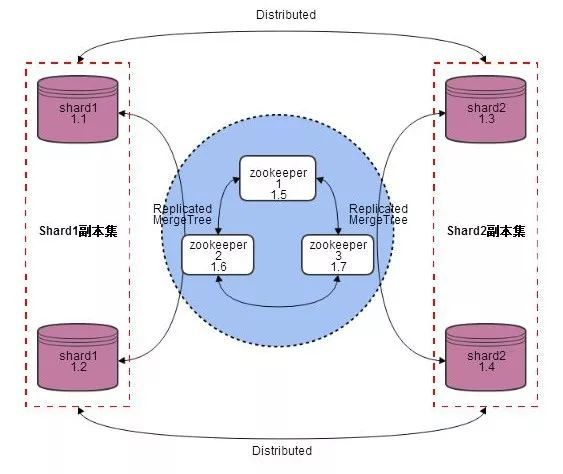 Distributed
shard1
1.1
shard2
1.3
zookeeper
1
1.5
Replicated
MergeTree
Replicated
MergeTree
Shard1副本集
Shard2副本集
zookeeper
2
1.6
zookeeper
3
1.7
shard1
1.2
shard2
1.4
Distributed